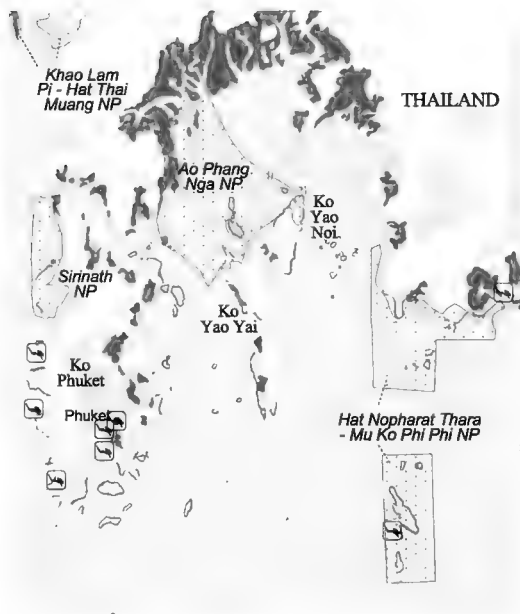 Khao Lam
Pi - Hat Thai
Muang NP
THAILAND
Ao Phang
Nga NP
Ko
Yao
Noi
Sirinath
NP
Ko
Yao Yai
Ko
Phuket
Phuket
Hat Nopharat Thara
- Mu Ko Phi Phi NP